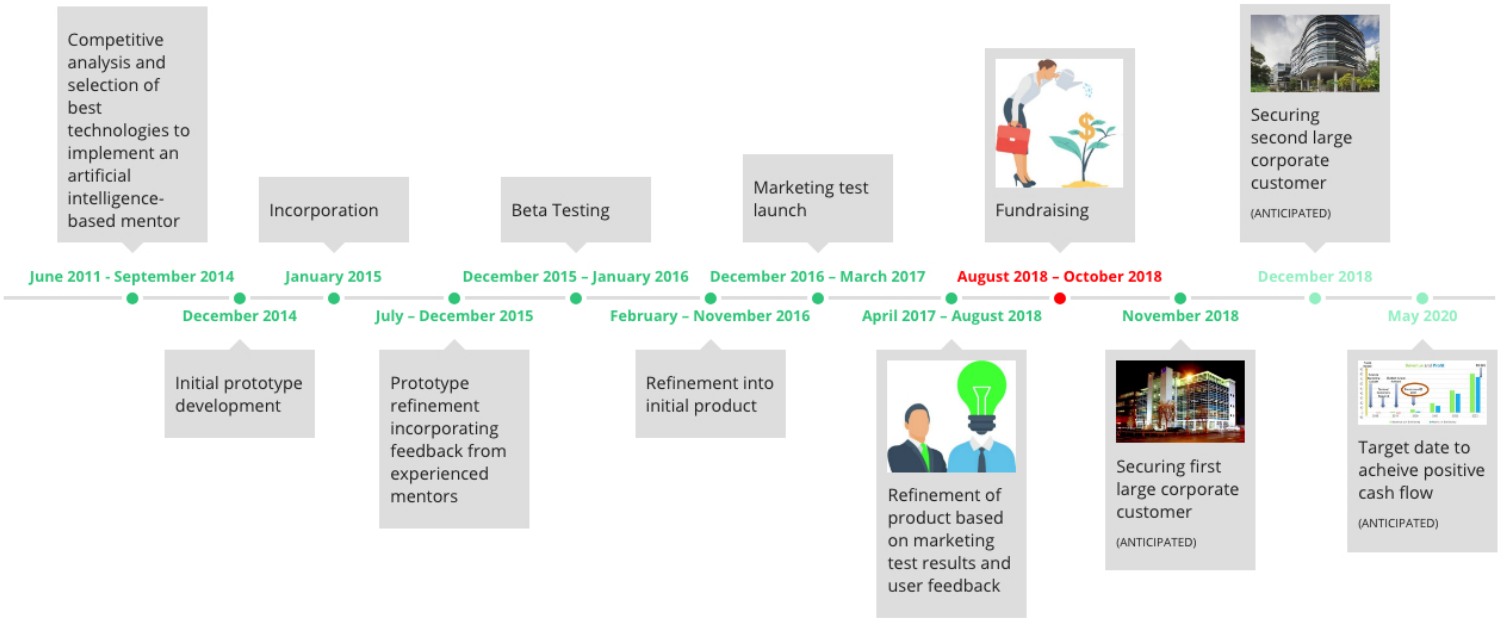 Competitive
analysis and
selection of
best
technologies to
implement an
artificial
intelligence-
based mentor
June 2011 - September 2014
December 2014
Initial prototype
development
Incorporation
January 2015
July – December 2015
Prototype
refinement
incorporating
feedback from
experienced
mentors
Beta Testing
December 2015 – January 2016
February – November 2016
Refinement into
initial product
Marketing test
launch
December 2016 – March 2017
April 2017 – August 2018
Refinement of
product based
on marketing
test results and
user feedback
Fundraising
August 2018 – October 2018
November 2018
Securing first
large corporate
customer
(ANTICIPATED)
Securing
second large
corporate
customer
(ANTICIPATED)
December 2018
May 2020
Revenue and Profit
Target date to
acheive positive
cash flow
(ANTICIPATED)